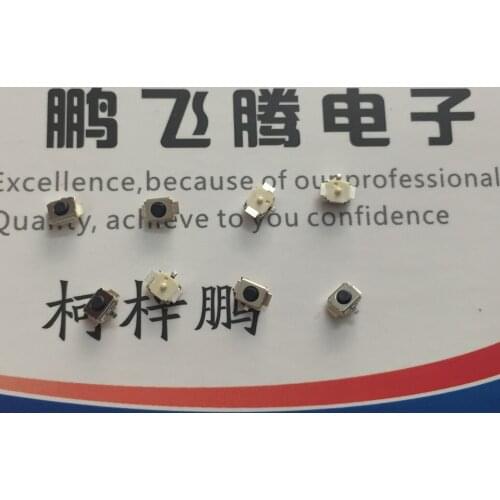 鹏飞腾电子
Excellence,because of our professional
Quality, achieve to you confidence
柯梓鹏